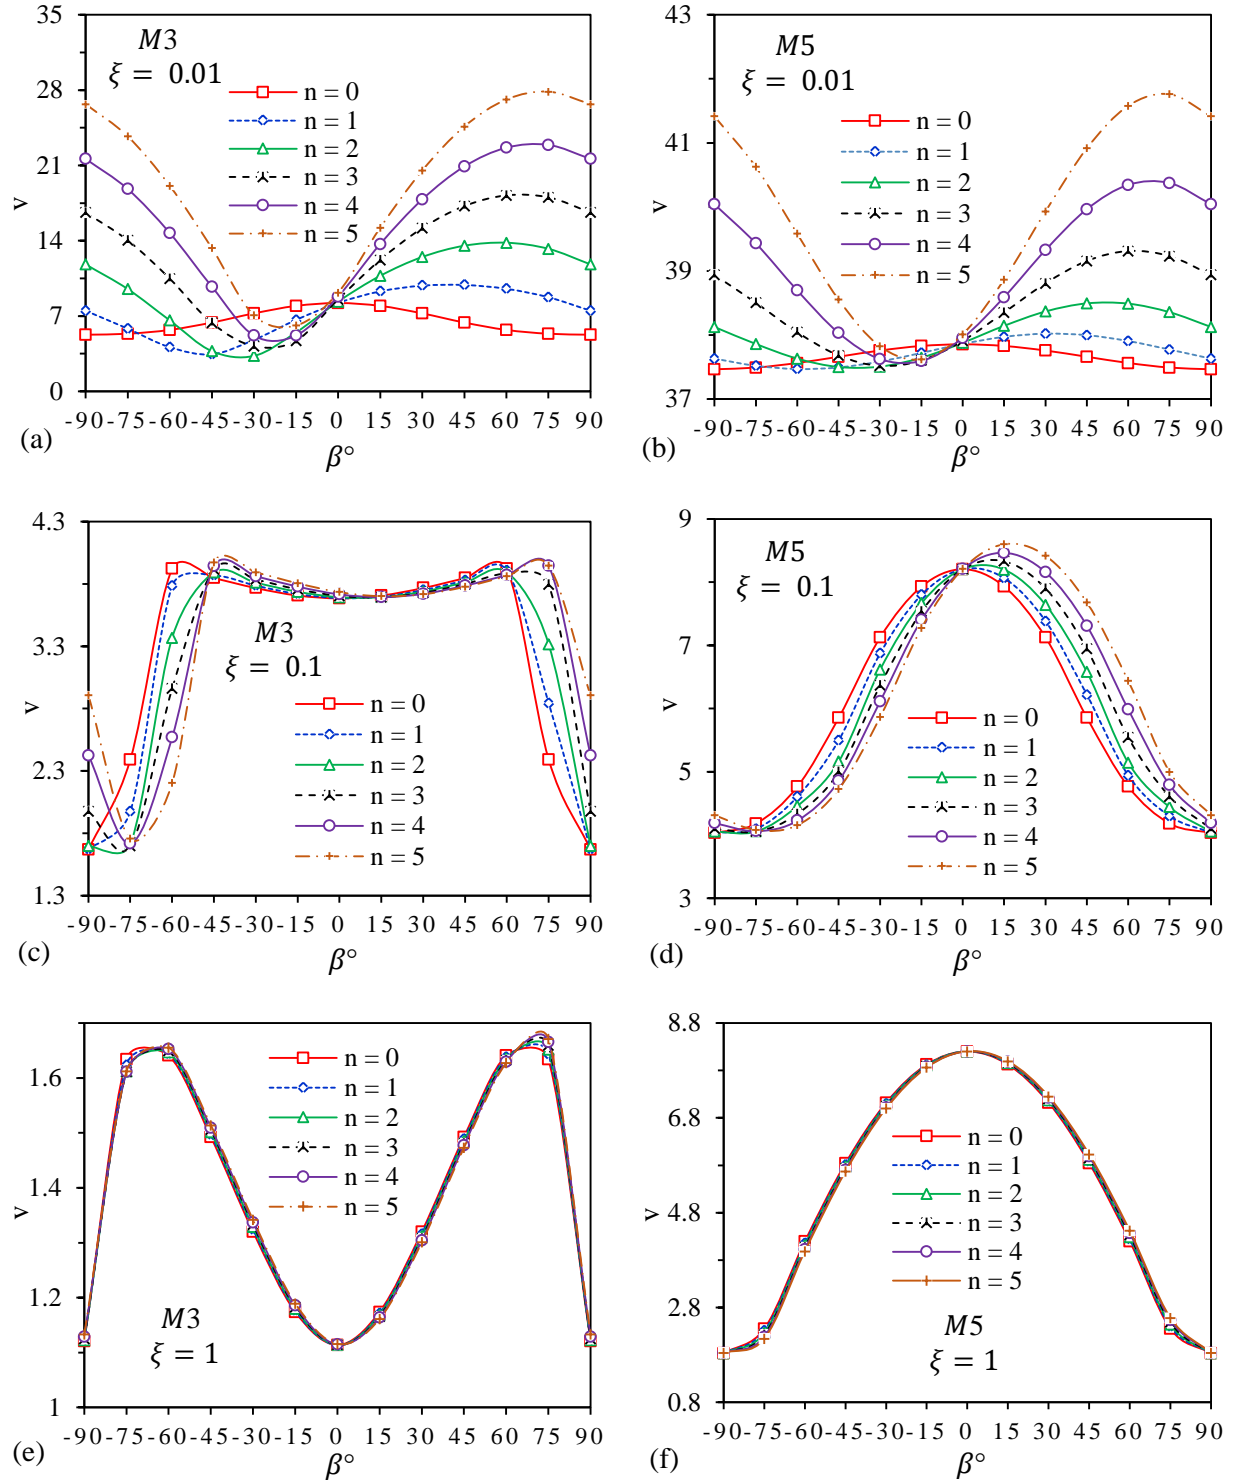 M3
ξ = 0.01
n = 0
n = 1
n = 2
n = 3
n = 4
n = 5
35
28
21
14
7
0
v
-90 -75 -60 -45 -30 -15 0 15 30 45 60 75 90
(a)
β°
M5
ξ = 0.01
n = 0
n = 1
n = 2
n = 3
n = 4
n = 5
43
41
39
37
v
-90 -75 -60 -45 -30 -15 0 15 30 45 60 75 90
(b)
β°
4.3
3.3
2.3
1.3
v
M3
ξ = 0.1
n = 0
n = 1
n = 2
n = 3
n = 4
n = 5
-90 -75 -60 -45 -30 -15 0 15 30 45 60 75 90
(c)
β°
9
7
5
3
v
M5
ξ = 0.1
n = 0
n = 1
n = 2
n = 3
n = 4
n = 5
-90 -75 -60 -45 -30 -15 0 15 30 45 60 75 90
(d)
β°
1.6
1.4
1.2
1
v
n = 0
n = 1
n = 2
n = 3
n = 4
n = 5
M3
ξ = 1
-90 -75 -60 -45 -30 -15 0 15 30 45 60 75 90
(e)
β°
8.8
6.8
4.8
2.8
0.8
v
n = 0
n = 1
n = 2
n = 3
n = 4
n = 5
M5
ξ = 1
-90 -75 -60 -45 -30 -15 0 15 30 45 60 75 90
(f)
β°